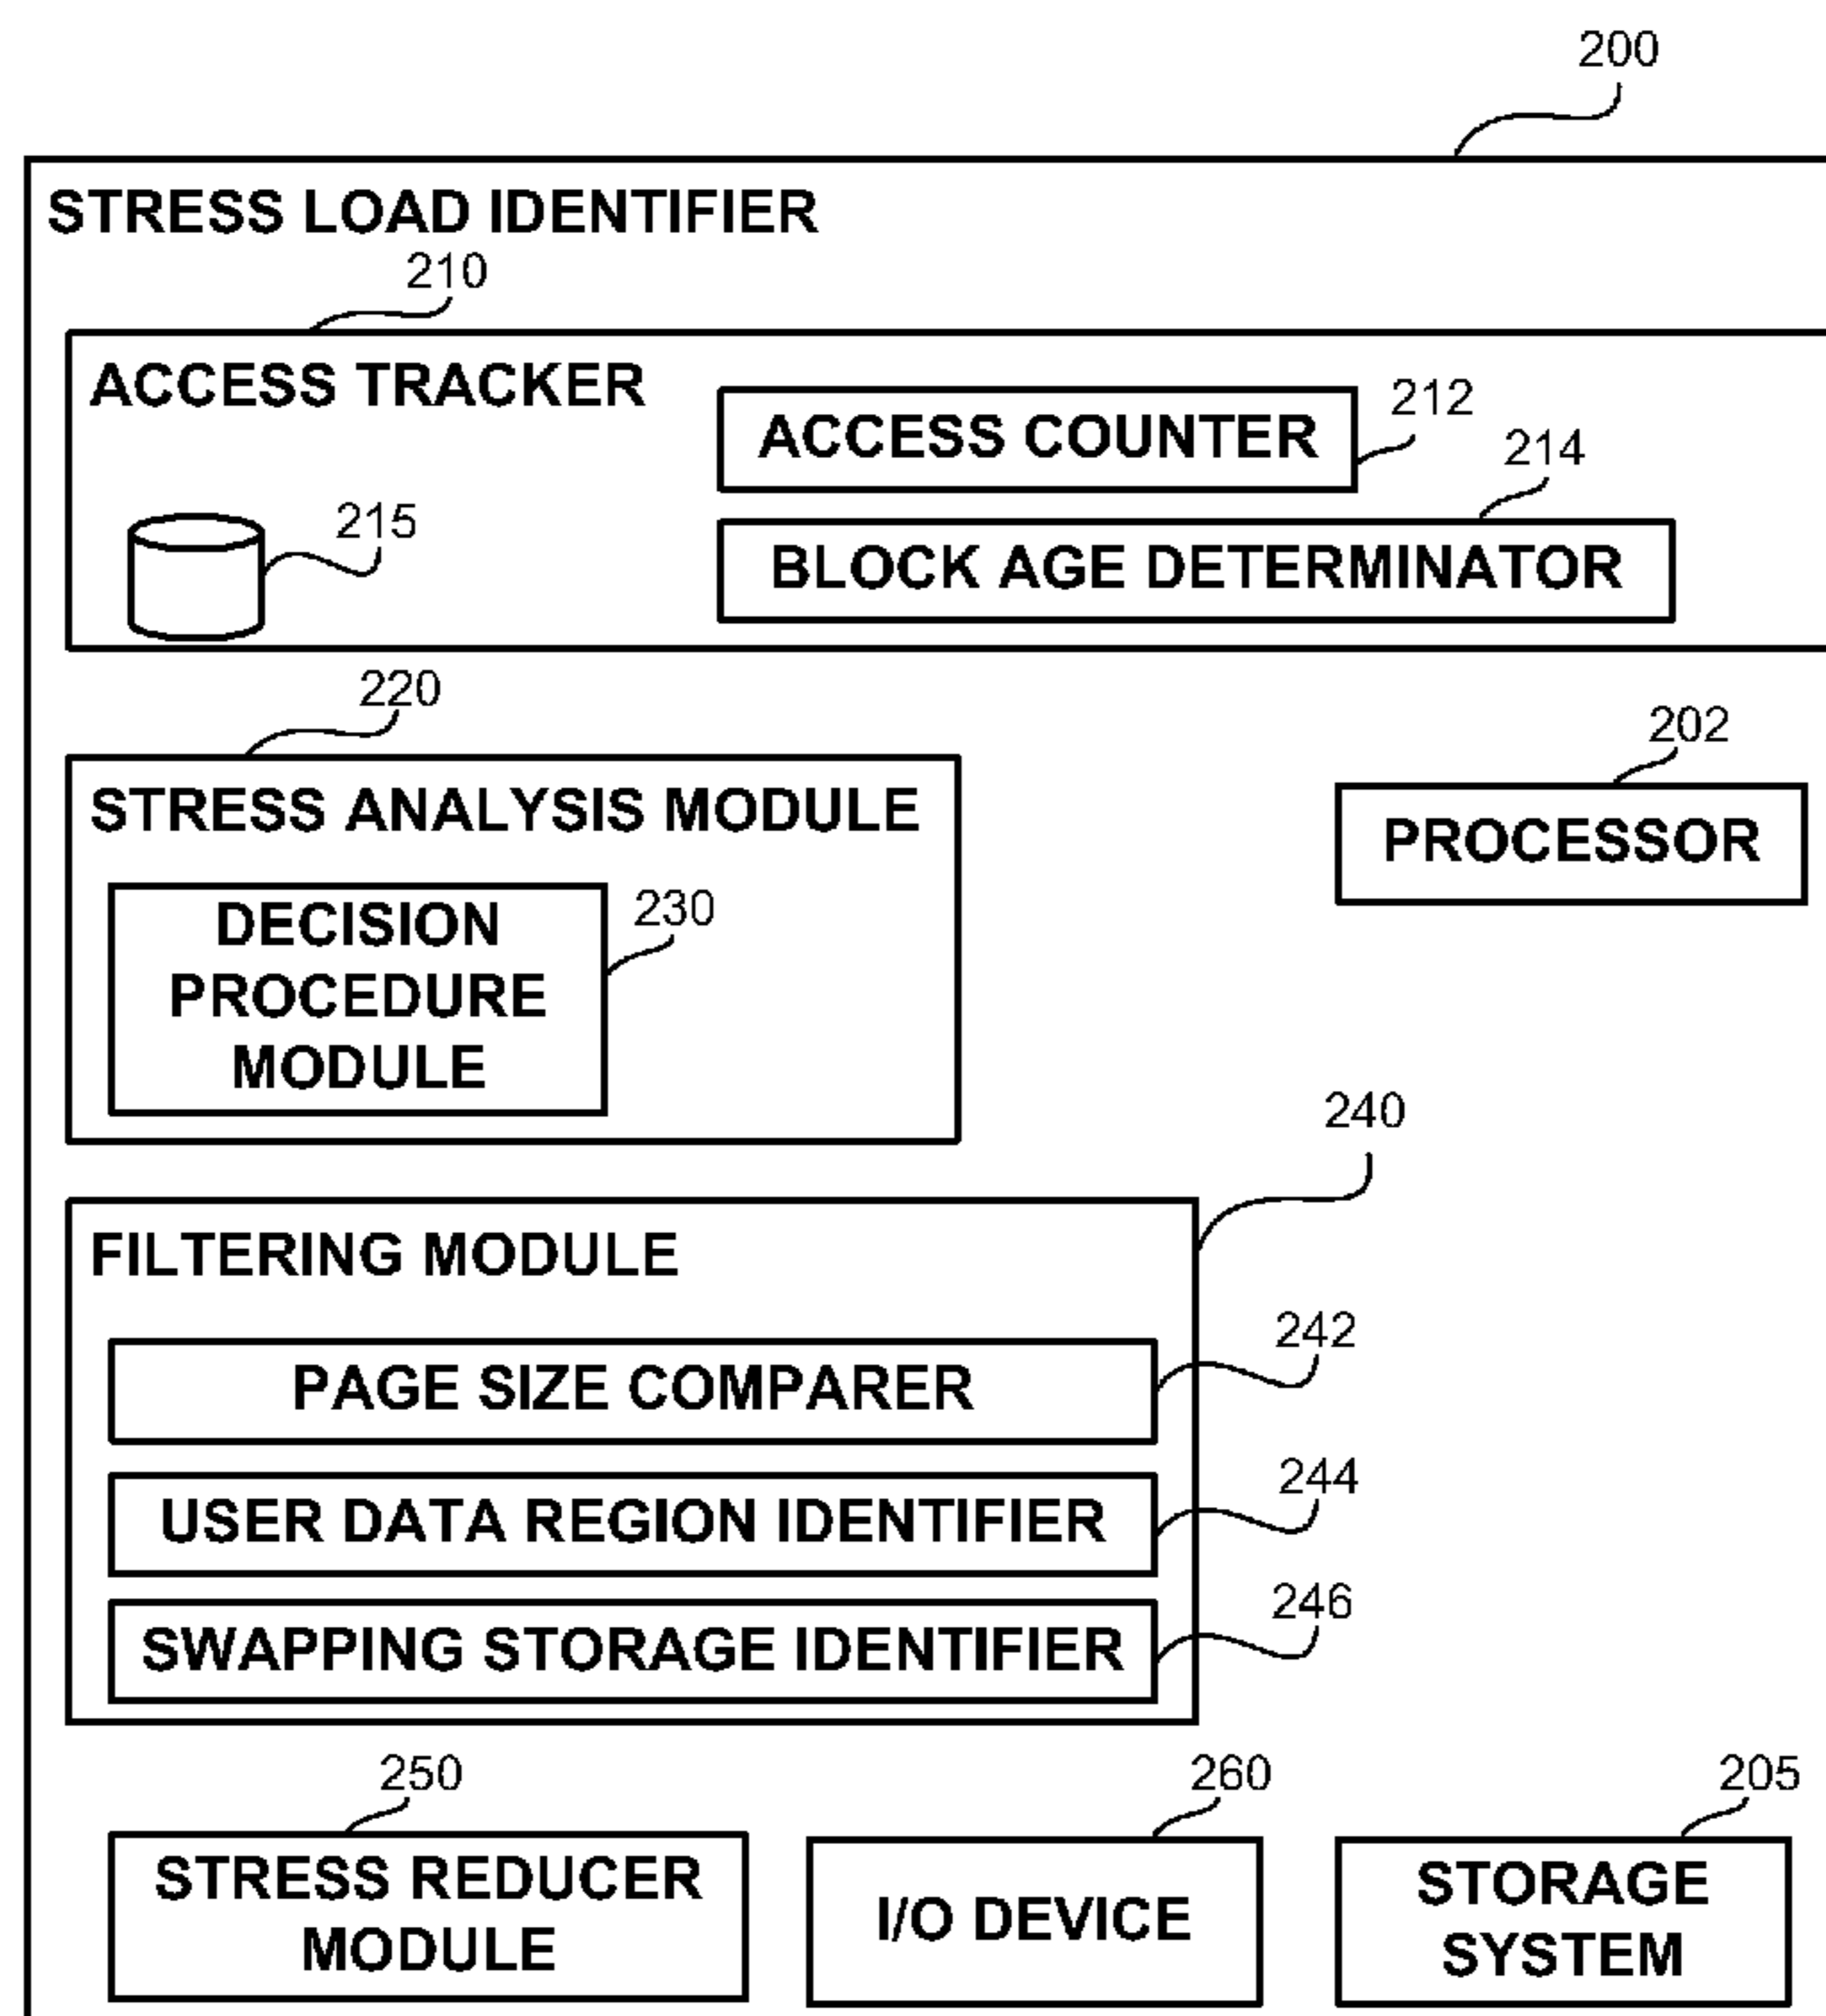 200
STRESS LOAD IDENTIFIER
210
ACCESS TRACKER
ACCESS COUNTER
212
214
215
BLOCK AGE DETERMINATOR
220
202
STRESS ANALYSIS MODULE
PROCESSOR
DECISION
PROCEDURE
MODULE
230
240
FILTERING MODULE
242
PAGE SIZE COMPARER
244
USER DATA REGION IDENTIFIER
246
SWAPPING STORAGE IDENTIFIER
250
260
205
STRESS REDUCER
MODULE
I/O DEVICE
STORAGE
SYSTEM